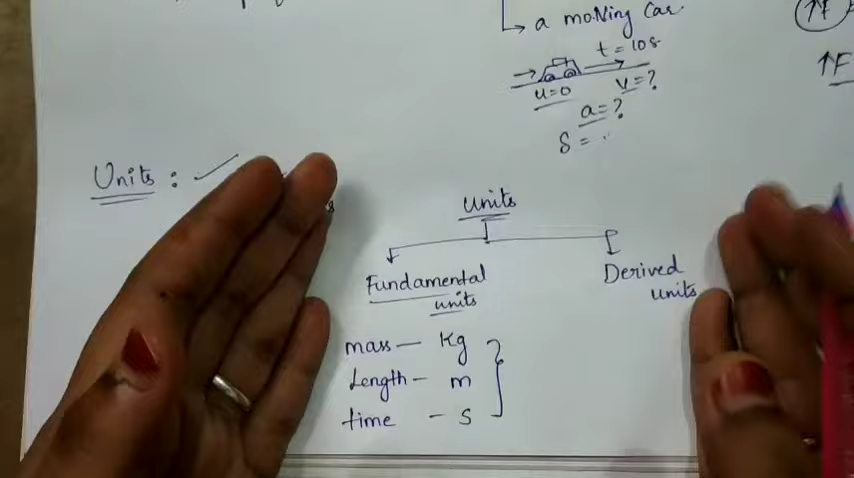 a moving Car
t = 10s
u=0
v=?
a=?
S =
↑F
Units :
Units
Fundamental
units
Derived
units
mass — Kg
Length — m
time — s